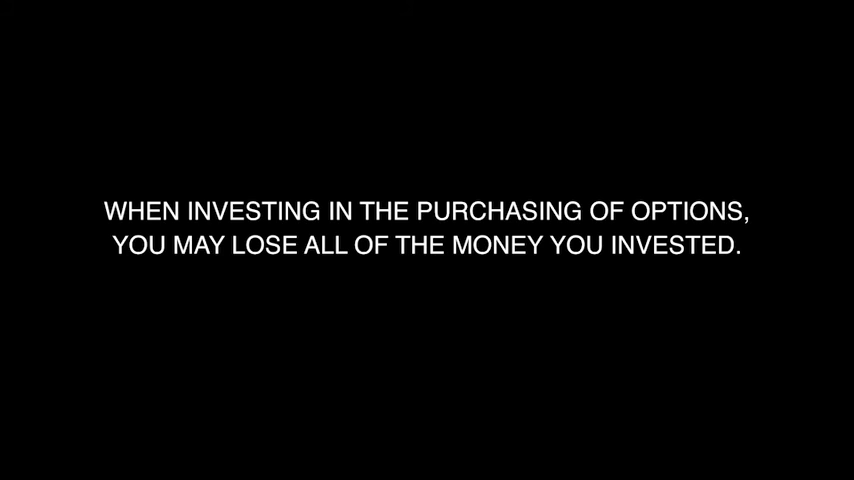 WHEN INVESTING IN THE PURCHASING OF OPTIONS,
YOU MAY LOSE ALL OF THE MONEY YOU INVESTED.